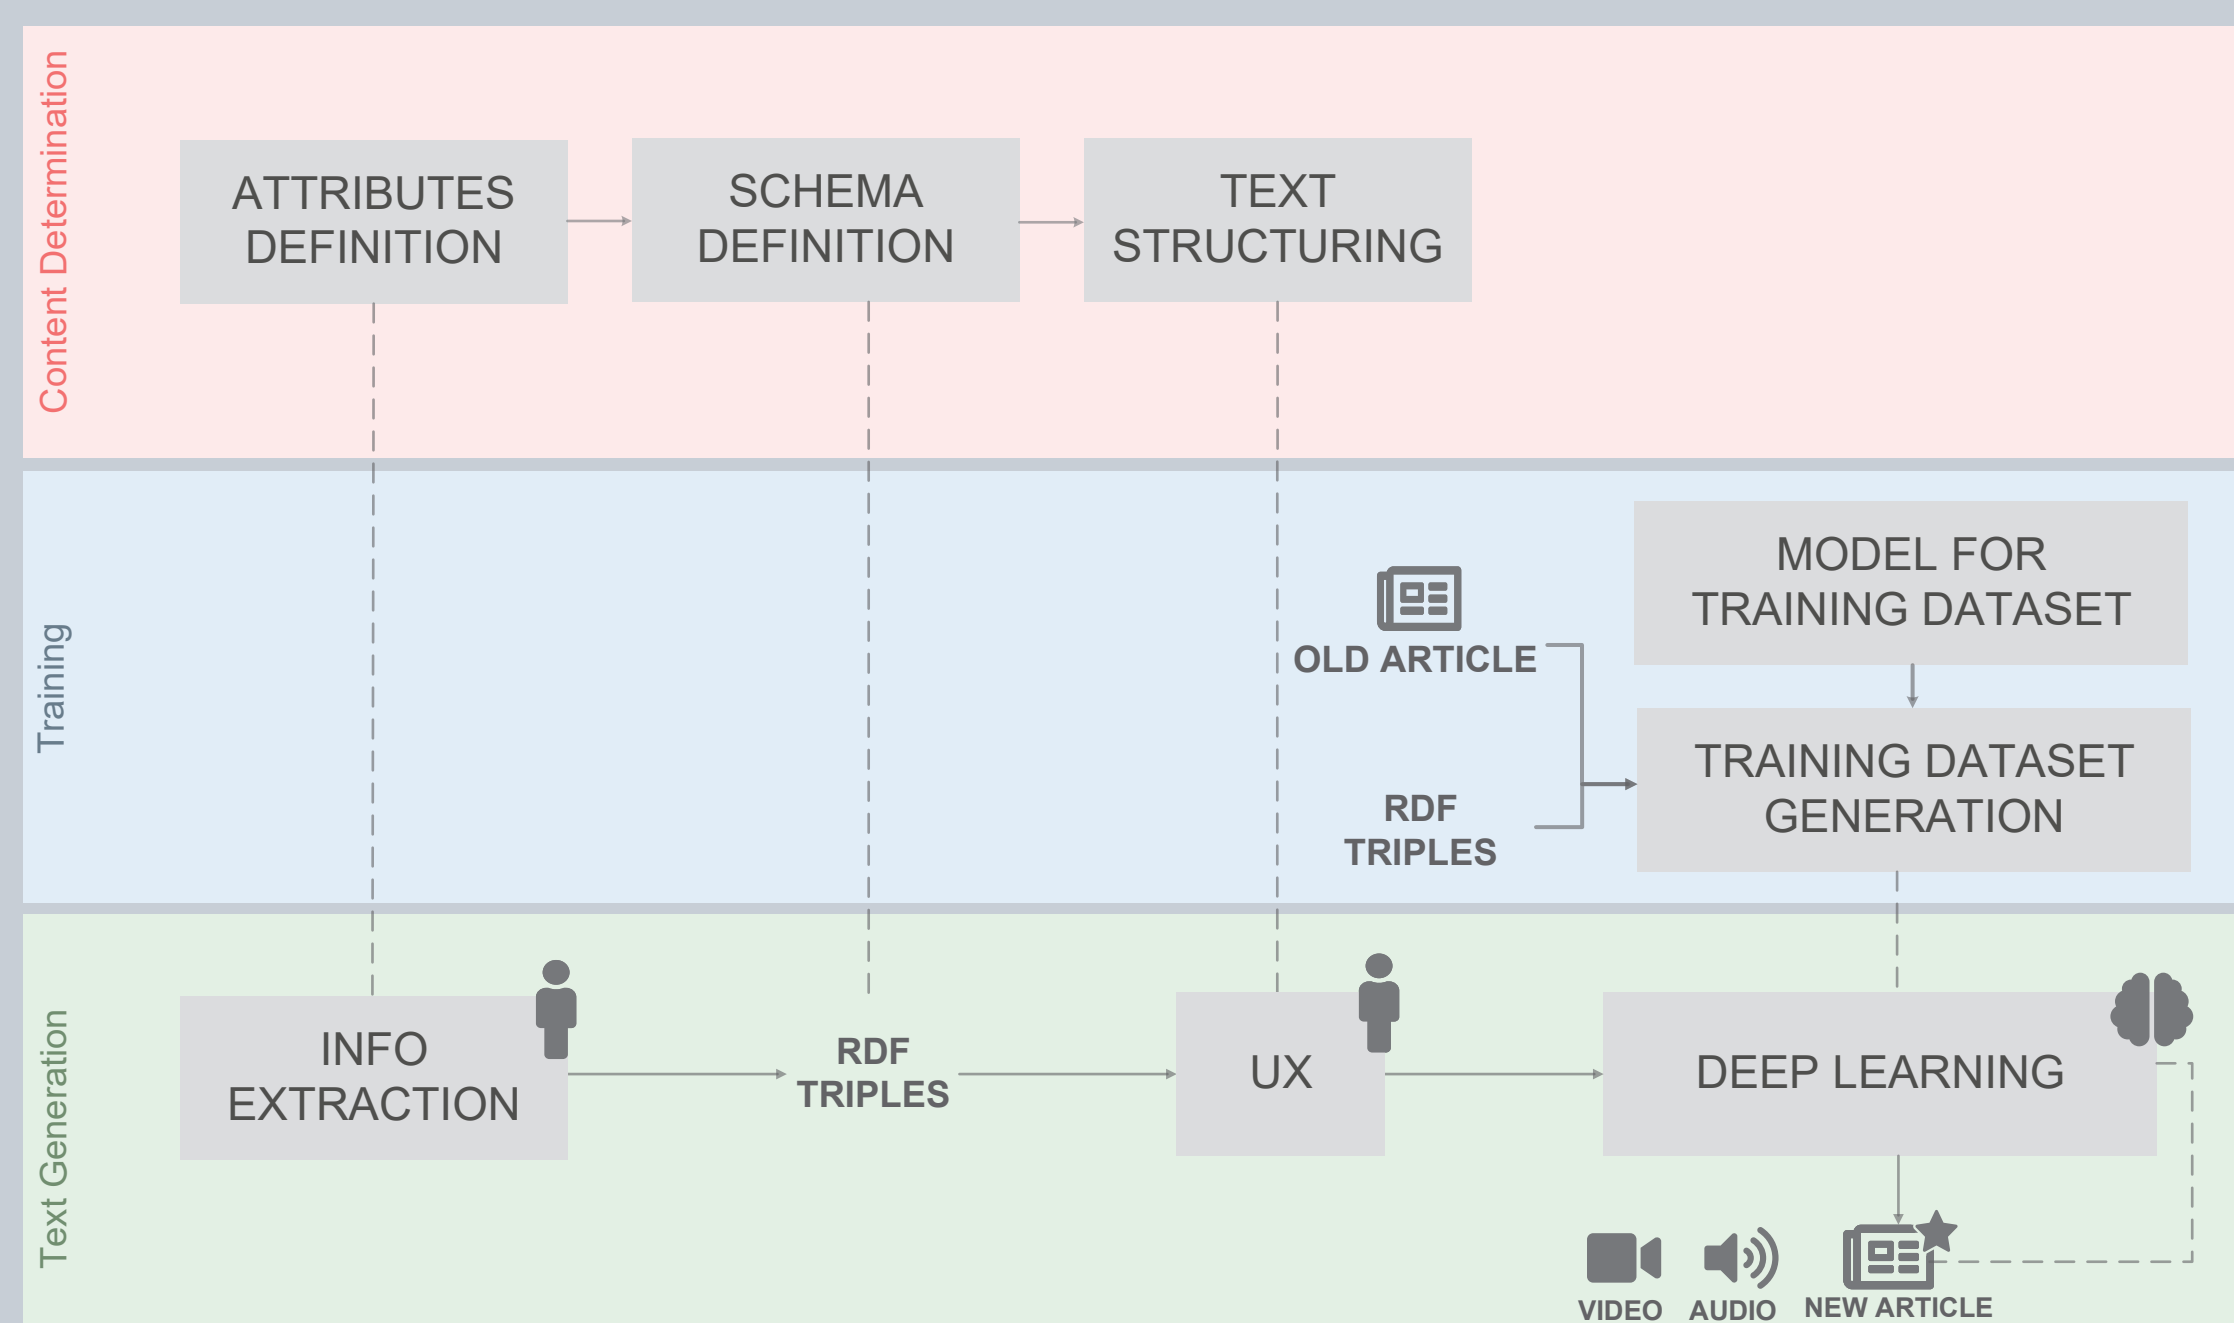 Content Determination
ATTRIBUTES
DEFINITION
SCHEMA
DEFINITION
TEXT
STRUCTURING
Training
OLD ARTICLE
RDF
TRIPLES
MODEL FOR
TRAINING DATASET
TRAINING DATASET
GENERATION
Text Generation
INFO
EXTRACTION
RDF
TRIPLES
UX
DEEP LEARNING
VIDEO
AUDIO
NEW ARTICLE